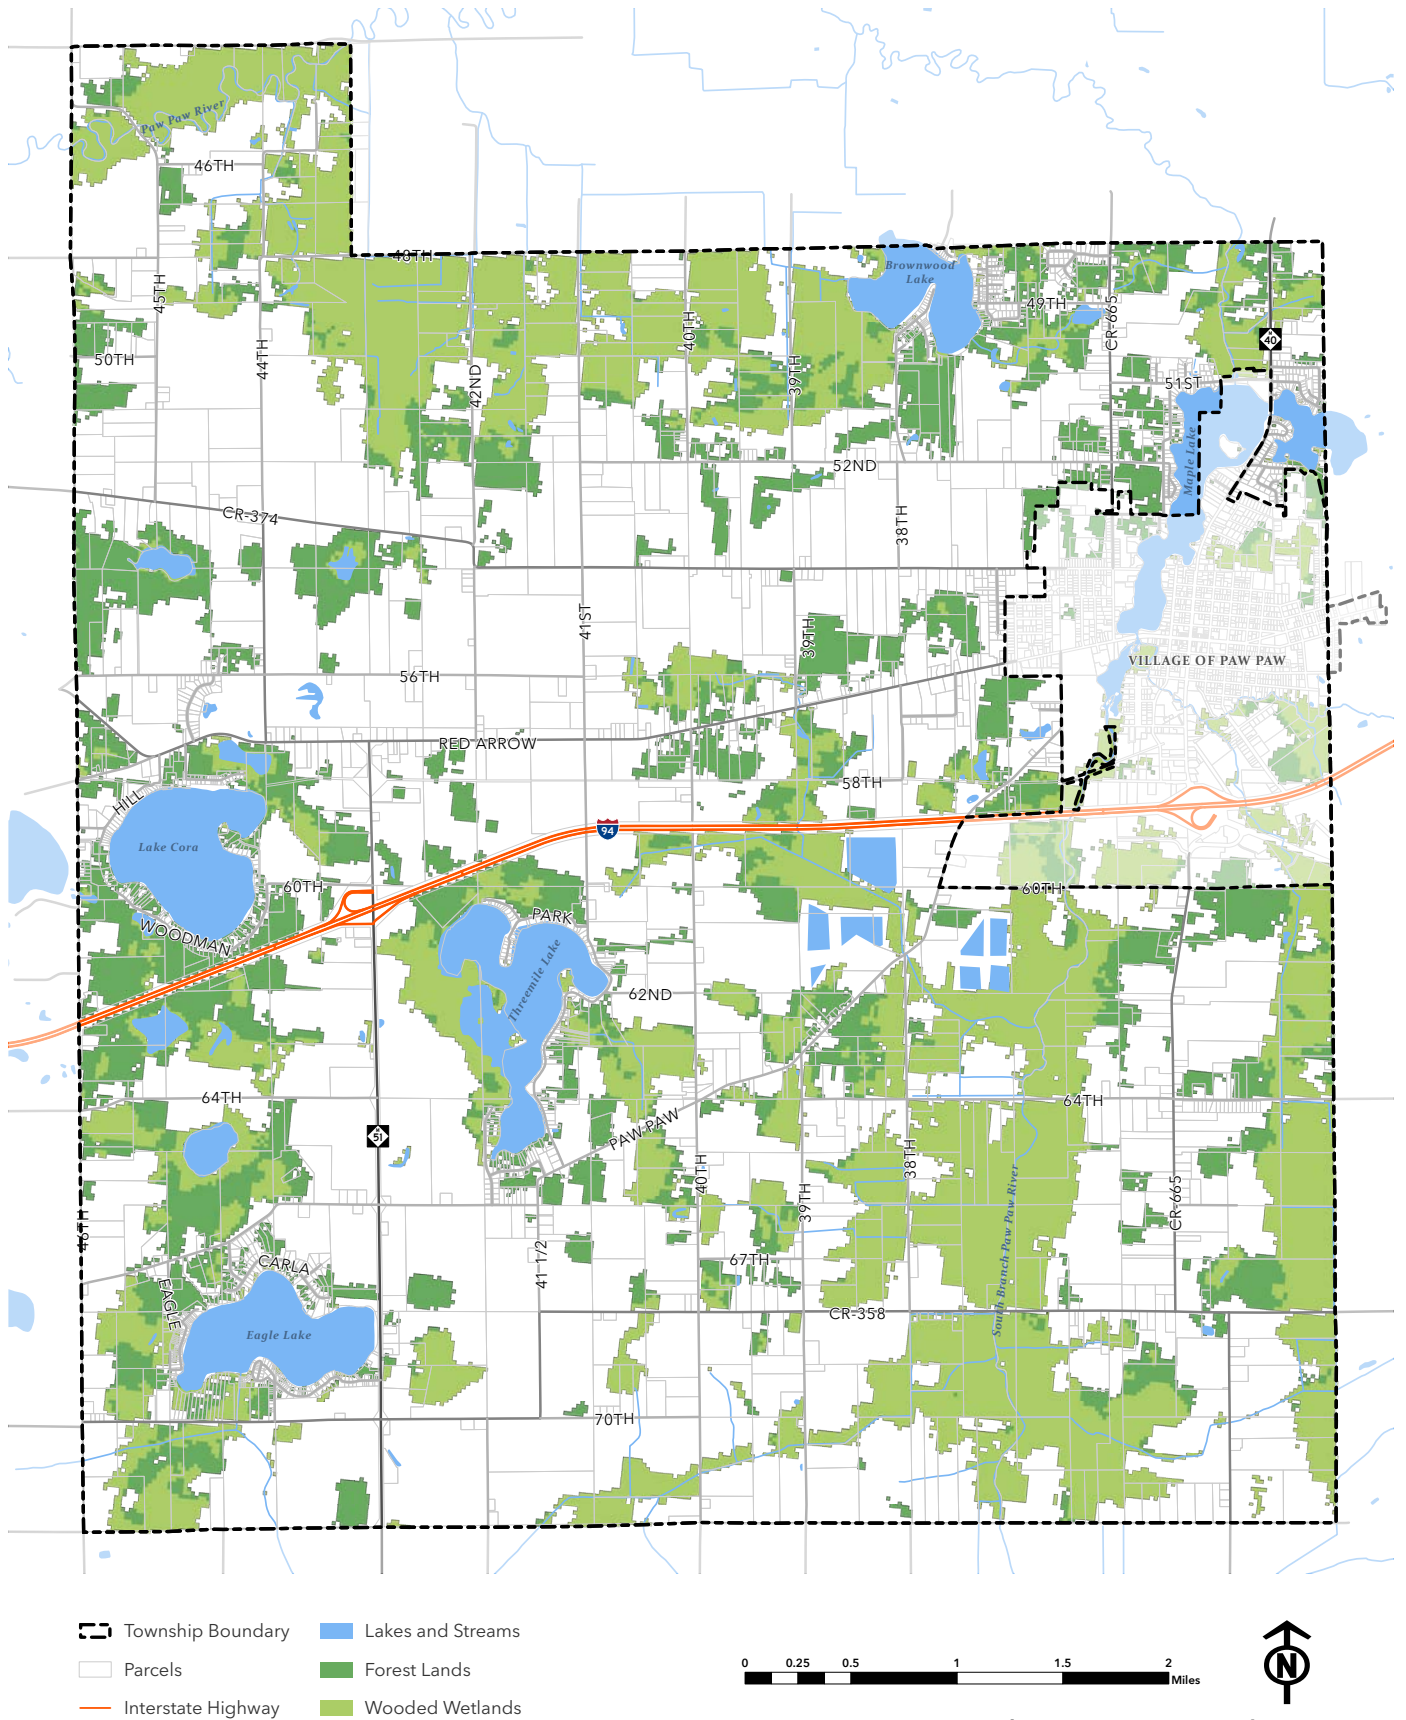 Paw Paw River
46TH
48TH
Brownwood
Lake
45TH
49TH
CR-665
40TH
44TH
50TH
42ND
39TH
M
40
51ST
Maple Lake
52ND
CR-374
38TH
41ST
39TH
VILLAGE OF PAW PAW
56TH
RED ARROW
58TH
HILL
94
Lake Cora
60TH
60TH
WOODMAN
PARK
Threemile Lake
62ND
64TH
64TH
M
51
PAW PAW
38TH
40TH
39TH
CR-665
South Branch Paw Paw River
46TH
CARLA
41 1/2
67TH
EAGLE
CR-358
Eagle Lake
70TH
Township Boundary
Parcels
Interstate Highway
Lakes and Streams
Forest Lands
Wooded Wetlands
0 0.25 0.5 1 1.5 2
Miles
N